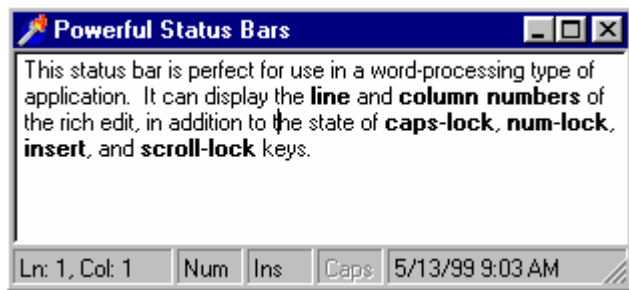 Powerful Status Bars
This status bar is perfect for use in a word-processing type of
application. It can display the line and column numbers of
the rich edit, in addition to the state of caps-lock, num-lock,
insert, and scroll-lock keys.
Ln: 1, Col: 1 Num Ins Caps 5/13/99 9:03 AM